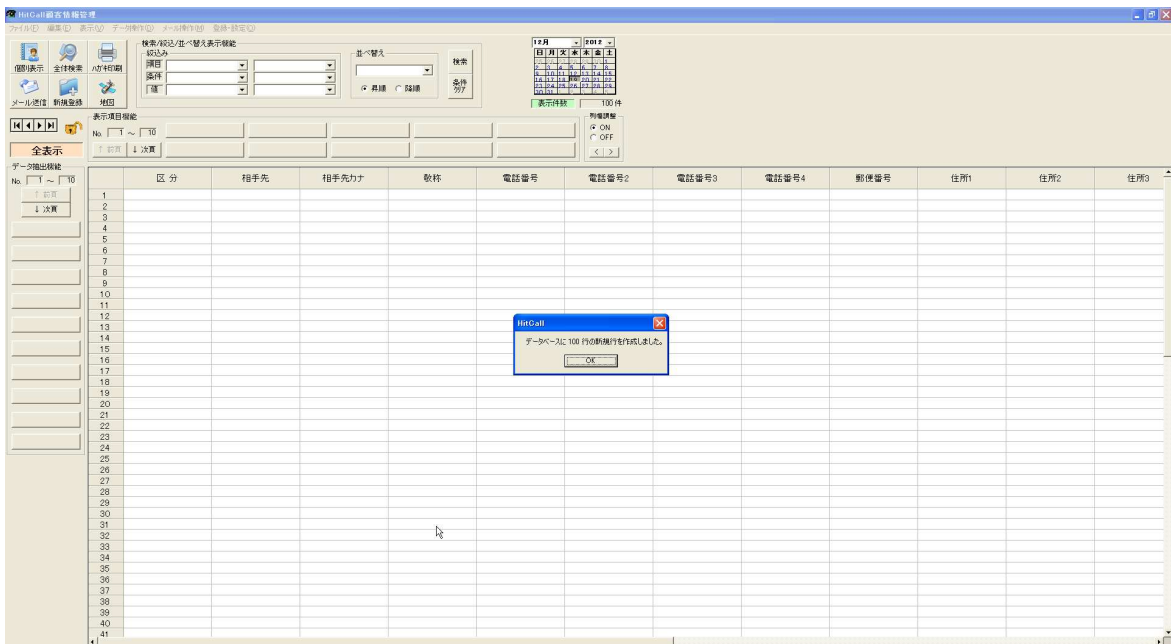 HitCall顧客情報管理
ファイル(F) 編集(E) 表示(V) データ操作(D) メール操作(M) 登録・設定(O)
個別表示 全体検索 ハガキ印刷
メール送信 新規登録 地図
検索/絞込/並べ替え表示機能
絞込み
項目
条件
値
並べ替え
昇順 降順
検索
条件クリア
12月 2012
日 月 火 水 木 金 土
表示件数 100 件
全表示
表示項目機能
No. 1 ~ 10
↑ 前頁 ↓ 次頁
列幅調整
ON
OFF
< >
データ抽出機能
No. 1 ~ 10
↑ 前頁
↓ 次頁
区 分 相手先 相手先カナ 敬称 電話番号 電話番号2 電話番号3 電話番号4 郵便番号 住所1 住所2 住所3
1
2
3
4
5
6
7
8
9
10
11
12
13
14
15
16
17
18
19
20
21
22
23
24
25
26
27
28
29
30
31
32
33
34
35
36
37
38
39
40
41
HitCall
データベースに 100 行の新規行を作成しました。
OK